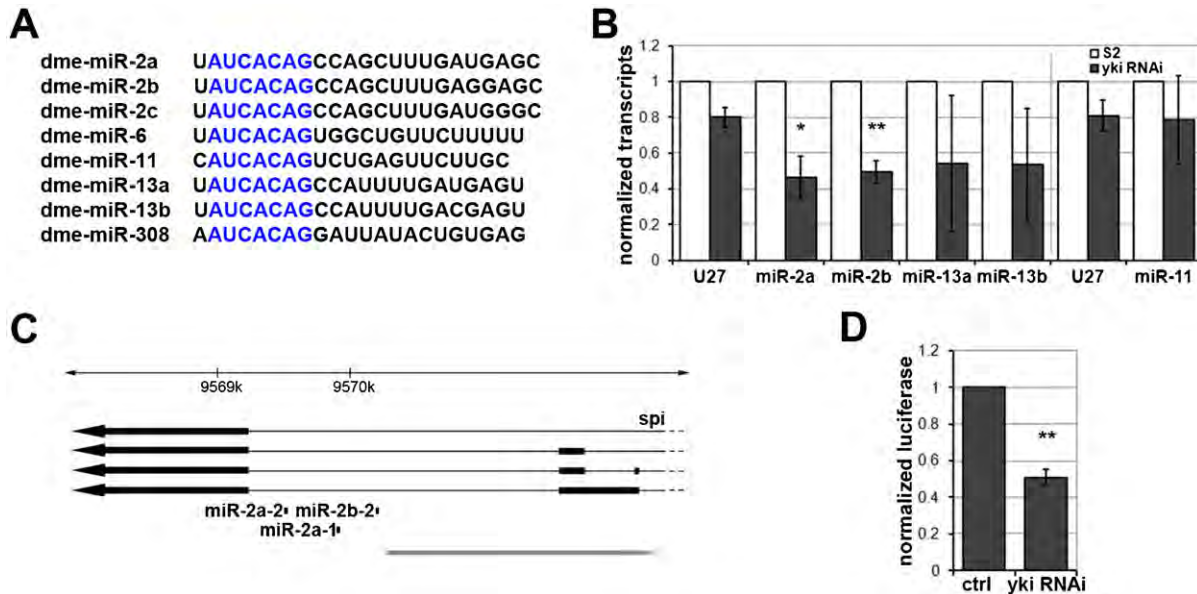 A
dme-miR-2a UAUCACAGCCAGCUUUGAUGAGC
dme-miR-2b UAUCACAGCCAGCUUUGAGGAGC
dme-miR-2c UAUCACAGCCAGCUUUGAUGGGC
dme-miR-6 UAUCACAGUGGCUGUUCUUUUU
dme-miR-11 CAUCACAGUCUGAGUUCUUGC
dme-miR-13a UAUCACAGCCAUUUUGAUGAGU
dme-miR-13b UAUCACAGCCAUUUUGACGAGU
dme-miR-308 AAUCACAGGAUUAUACUGUGAG
B
normalized transcripts
1.2
1
0.8
0.6
0.4
0.2
0
S2
yki RNAi
*
**
U27 miR-2a miR-2b miR-13a miR-13b U27 miR-11
C
9569k 9570k
spi
miR-2a-2 miR-2b-2
miR-2a-1
D
normalized luciferase
1.2
1
0.8
0.6
0.4
0.2
0
**
ctrl yki RNAi